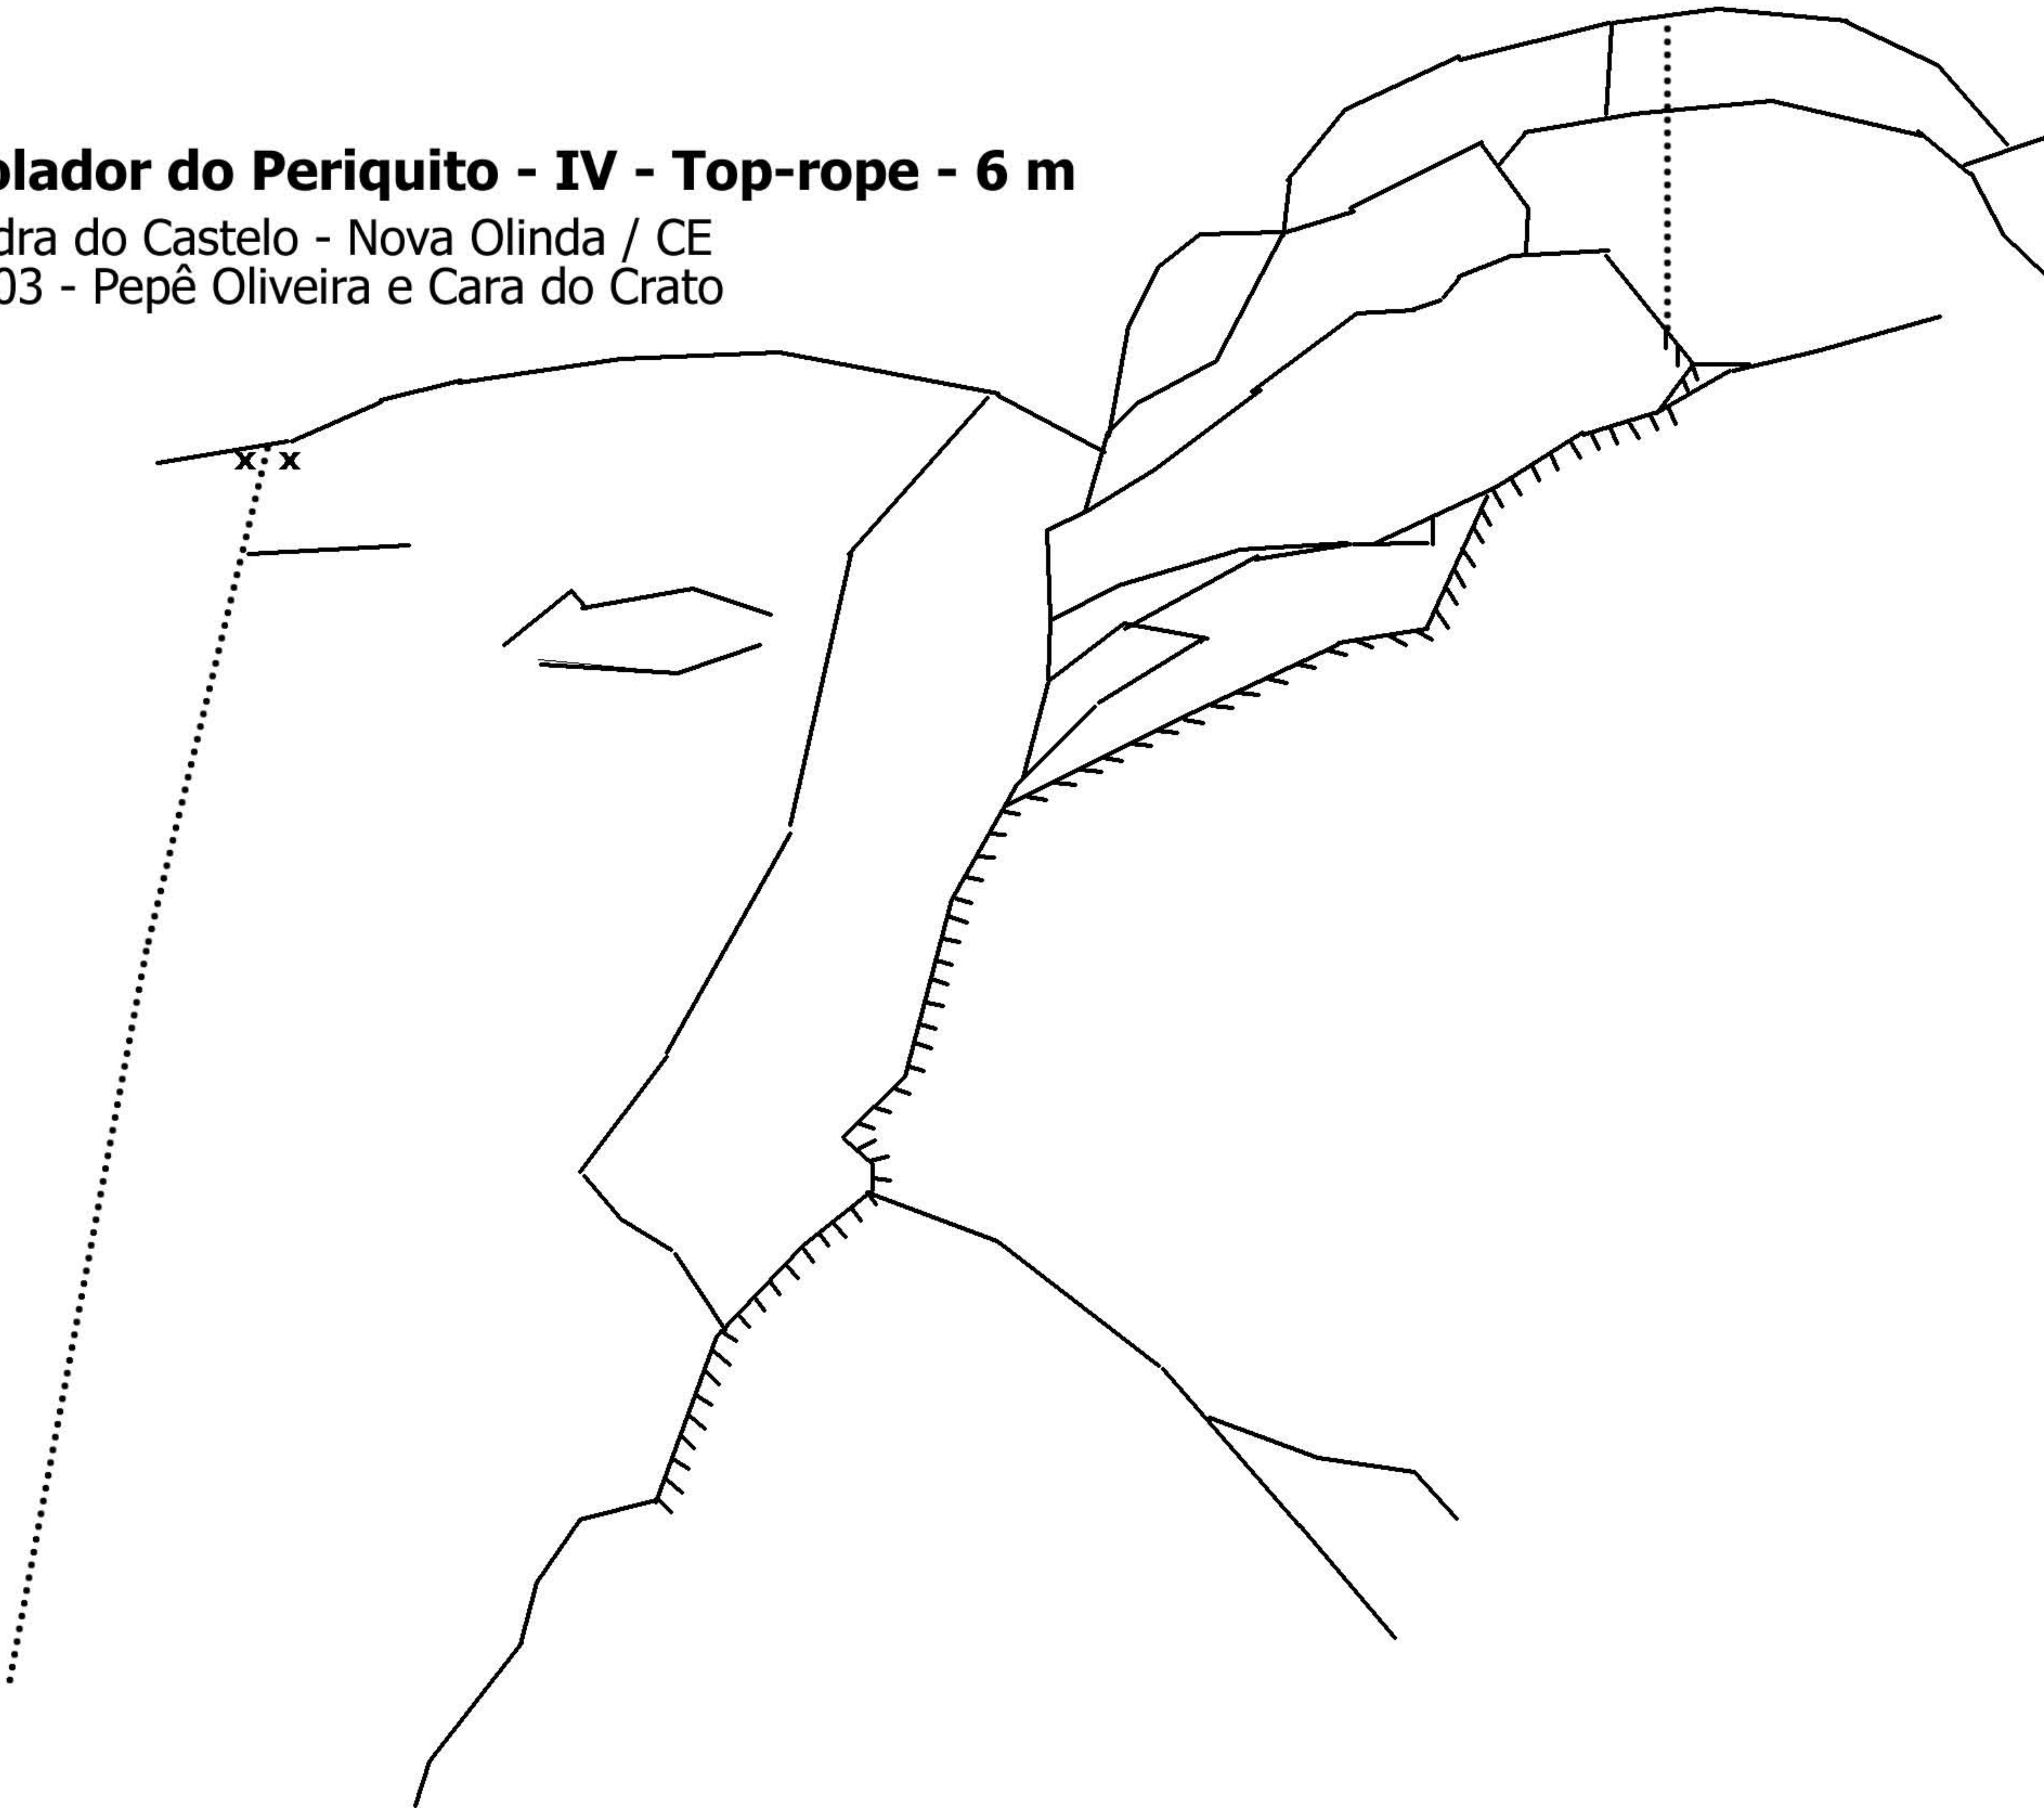 olador do Periquito - IV - Top-rope - 6 m
dra do Castelo - Nova Olinda / CE
03 - Pepê Oliveira e Cara do Crato
x x